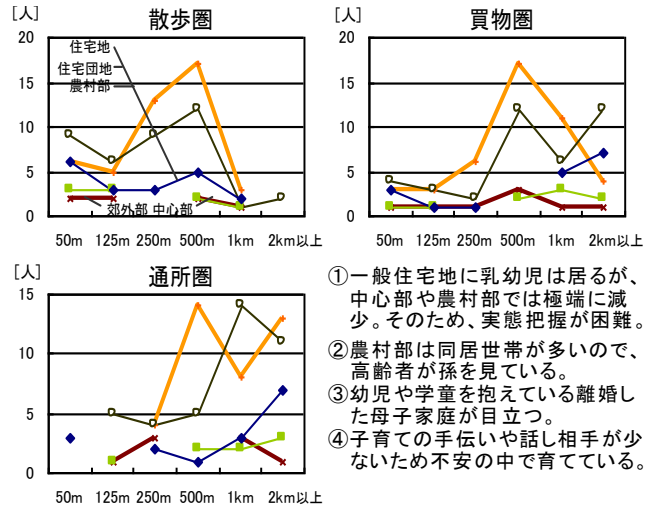 [人] 散歩圏
20
15
10
5
0
住宅地
住宅団地
農村部
郊外部 中心部
50m 125m 250m 500m 1km 2km以上
[人] 買物圏
20
15
10
5
0
50m 125m 250m 500m 1km 2km以上
[人] 通所圏
15
10
5
0
50m 125m 250m 500m 1km 2km以上
①一般住宅地に乳幼児は居るが、
中心部や農村部では極端に減
少。そのため、実態把握が困難。
②農村部は同居世帯が多いので、
高齢者が孫を見ている。
③幼児や学童を抱えている離婚し
た母子家庭が目立つ。
④子育ての手伝いや話し相手が少
ないため不安の中で育てている。